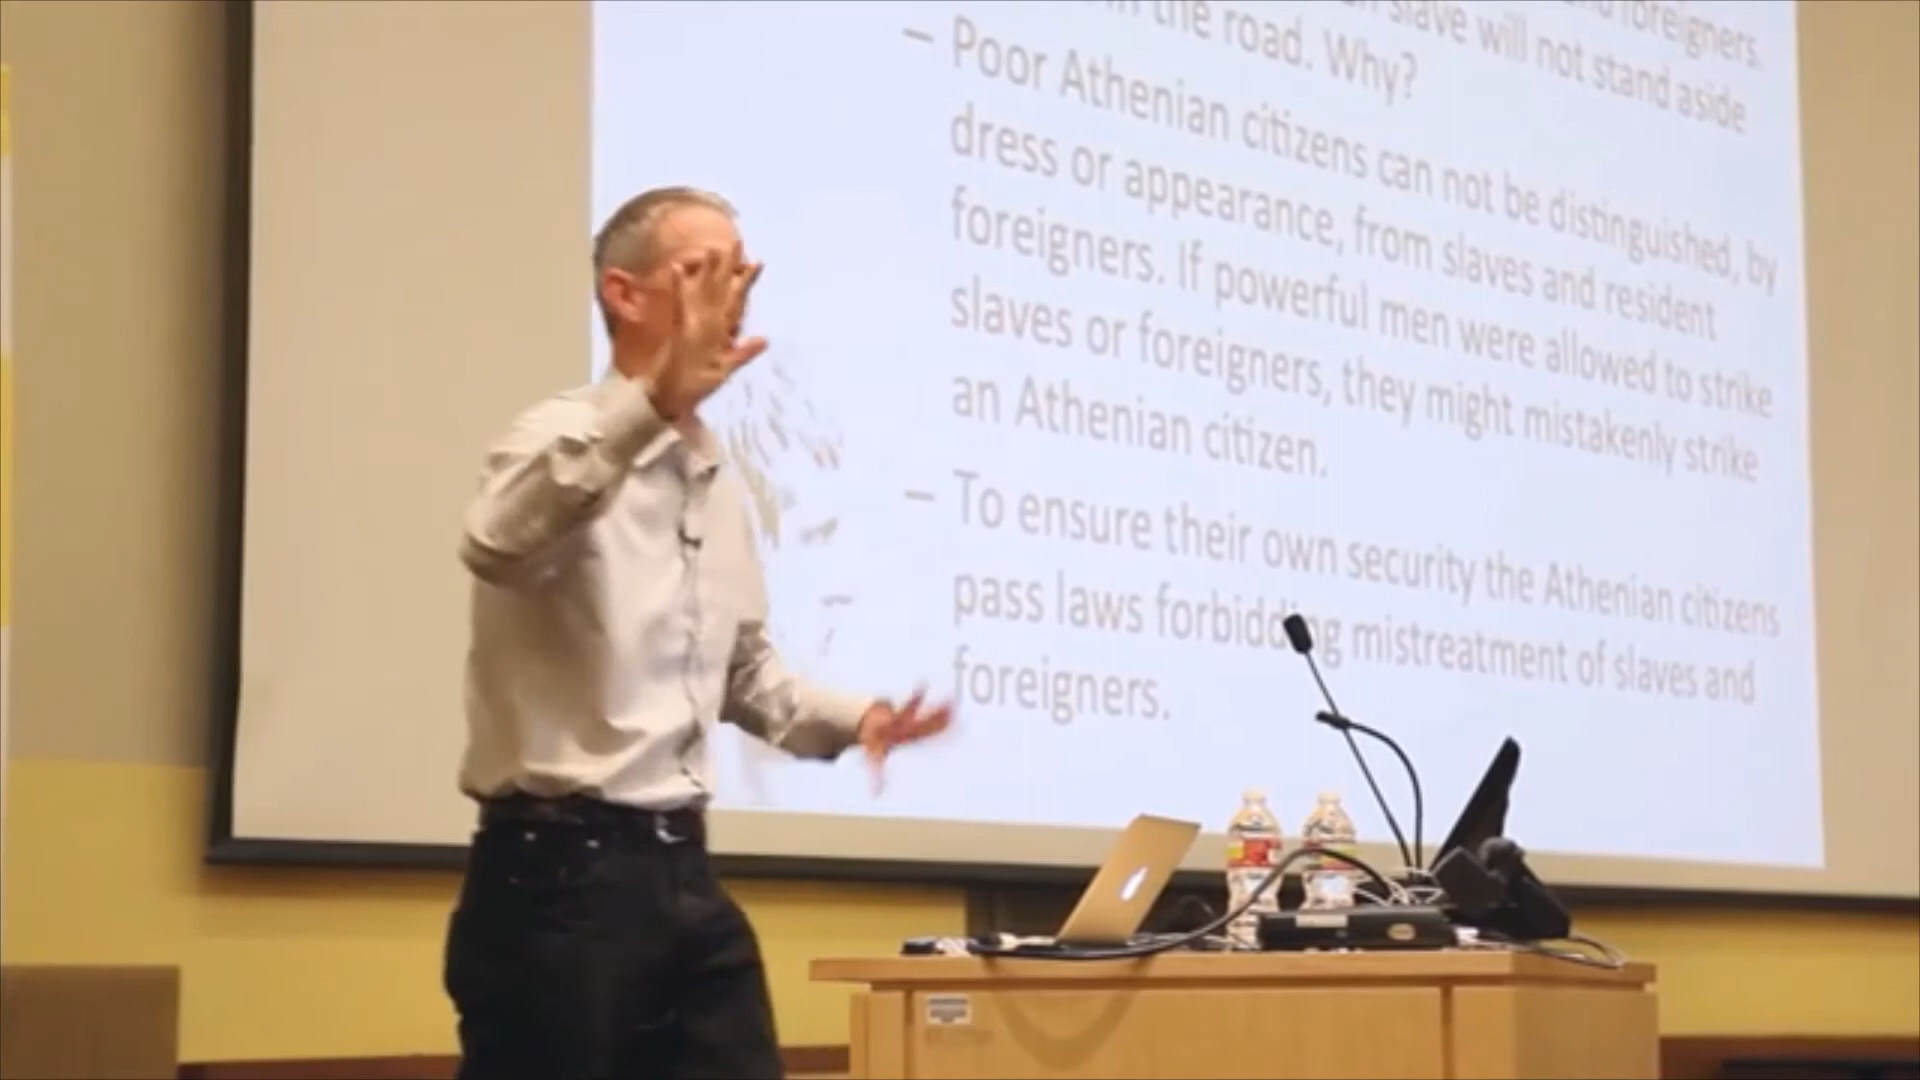 slave will not stand aside
the road. Why?
– Poor Athenian citizens can not be distinguished, by
dress or appearance, from slaves and resident
foreigners. If powerful men were allowed to strike
slaves or foreigners, they might mistakenly strike
an Athenian citizen.
– To ensure their own security the Athenian citizens
pass laws forbidding mistreatment of slaves and
foreigners.